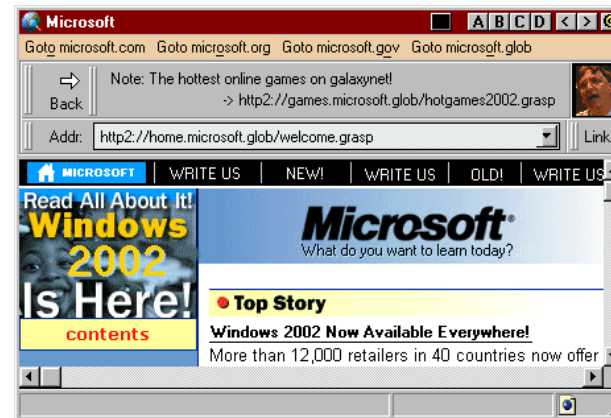 Microsoft
A B C D < >
Goto microsoft.com Goto microsoft.org Goto microsoft.gov Goto microsoft.glob
Back
Note: The hottest online games on galaxynet!
-> http2://games.microsoft.glob/hotgames2002.grasp
Addr: http2://home.microsoft.glob/welcome.grasp
Link
MICROSOFT | WRITE US | NEW! | WRITE US | OLD! | WRITE US
Read All About It!
Windows
2002
Is Here!
contents
Microsoft®
What do you want to learn today?
Top Story
Windows 2002 Now Available Everywhere!
More than 12,000 retailers in 40 countries now offer